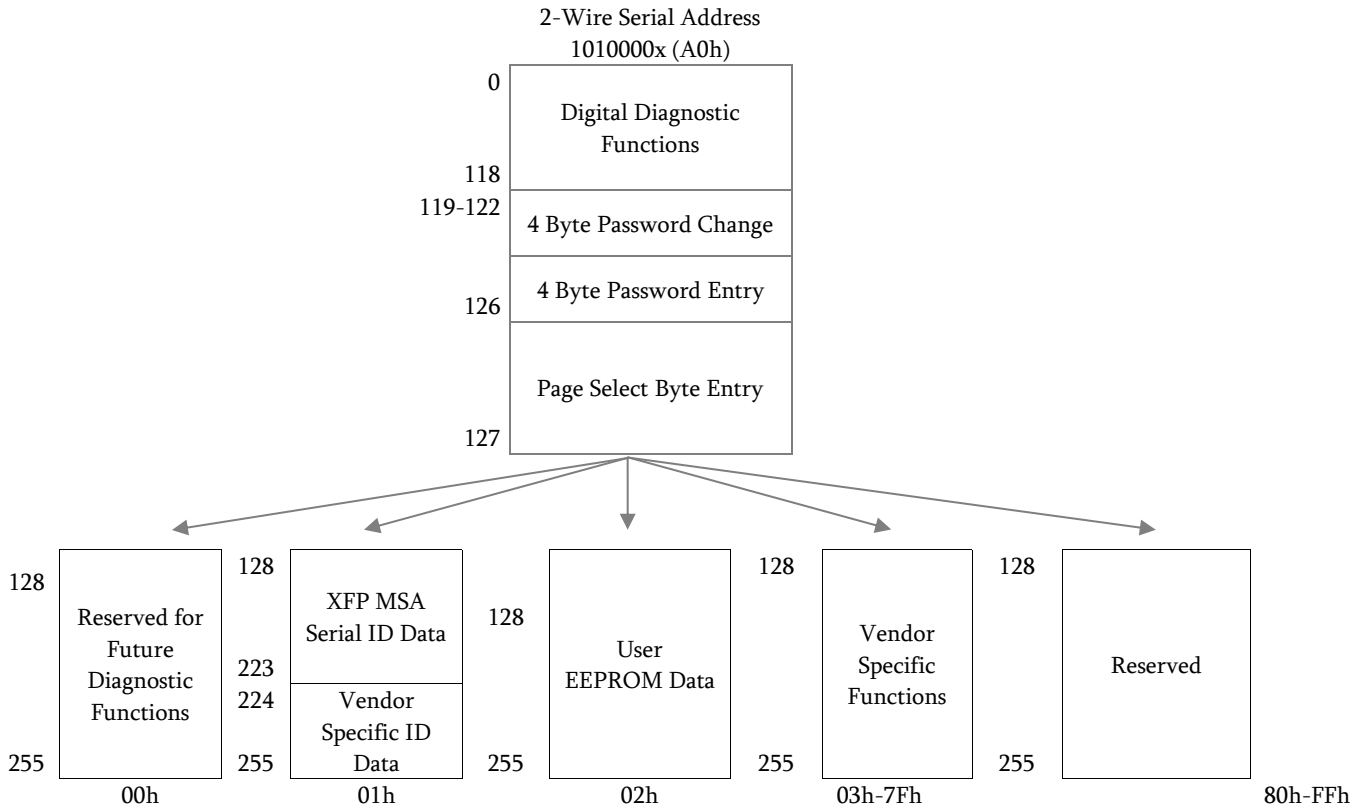 2-Wire Serial Address
1010000x (A0h)
0
Digital Diagnostic
Functions
118
119-122
4 Byte Password Change
4 Byte Password Entry
126
Page Select Byte Entry
127
128
Reserved for
Future
Diagnostic
Functions
255
00h
128
XFP MSA
Serial ID Data
223
224
Vendor
Specific ID
Data
255
01h
128
User
EEPROM Data
255
02h
128
Vendor
Specific
Functions
255
03h-7Fh
128
Reserved
255
80h-FFh